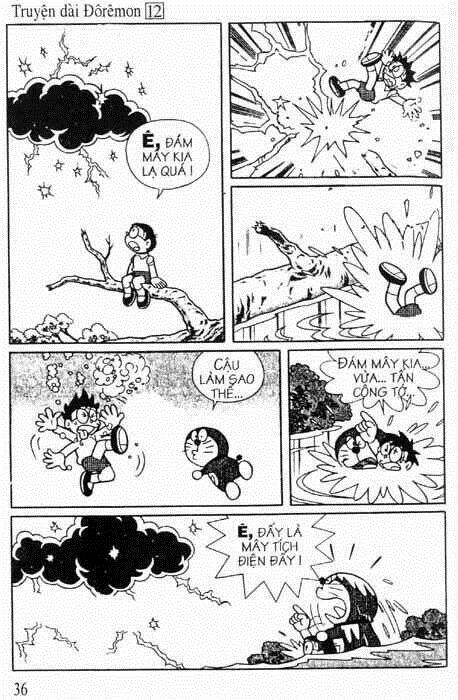 Truyện dài Đôrêmon 12
Ê, ĐÁM
MÂY KIA
LẠ QUÁ !
CẬU
LÀM SAO
THẾ...
ĐÁM MÂY KIA...
VỪA... TẤN
CÔNG TỚ...
Ê, ĐẤY LÀ
MÂY TÍCH
ĐIỆN ĐẤY !
36